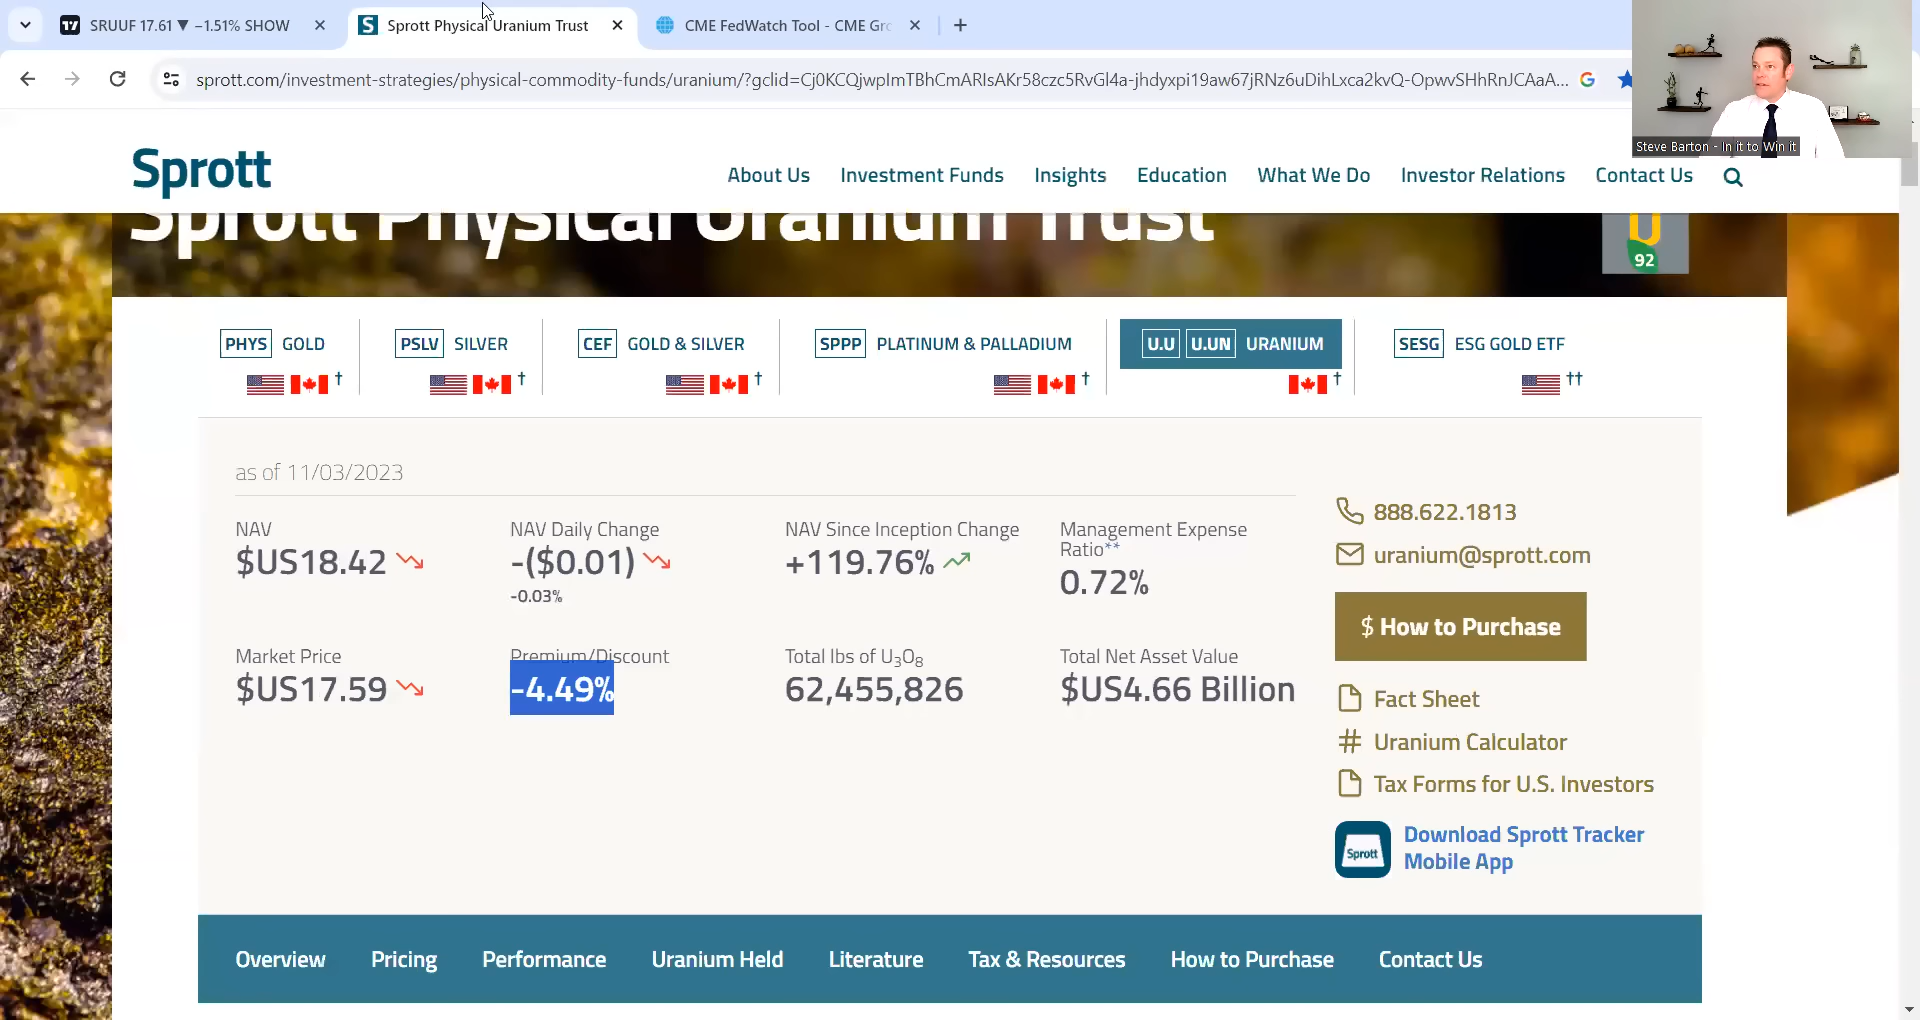 SRUUF 17.61 ▼ −1.51% SHOW
Sprott Physical Uranium Trust
CME FedWatch Tool - CME Gro
sprott.com/investment-strategies/physical-commodity-funds/uranium/?gclid=Cj0KCQjwpImTBhCmARIsAKr58czc5RvGl4a-jhdyxpi19aw67jRNz6uDihLxca2kvQ-OpwvSHhRnJCAaA...
Steve Barton - In it to Win it
Sprott
About Us
Investment Funds
Insights
Education
What We Do
Investor Relations
Contact Us
Sprott Physical Uranium Trust
U
92
PHYS GOLD
PSLV SILVER
CEF GOLD & SILVER
SPPP PLATINUM & PALLADIUM
U.U U.UN URANIUM
SESG ESG GOLD ETF
† † † † † ††
as of 11/03/2023
NAV
$US18.42
NAV Daily Change
-($0.01)
-0.03%
NAV Since Inception Change
+119.76%
Management Expense
Ratio**
0.72%
Market Price
$US17.59
Premium/Discount
-4.49%
Total lbs of U₃O₈
62,455,826
Total Net Asset Value
$US4.66 Billion
888.622.1813
uranium@sprott.com
$ How to Purchase
Fact Sheet
# Uranium Calculator
Tax Forms for U.S. Investors
Sprott
Download Sprott Tracker
Mobile App
Overview
Pricing
Performance
Uranium Held
Literature
Tax & Resources
How to Purchase
Contact Us